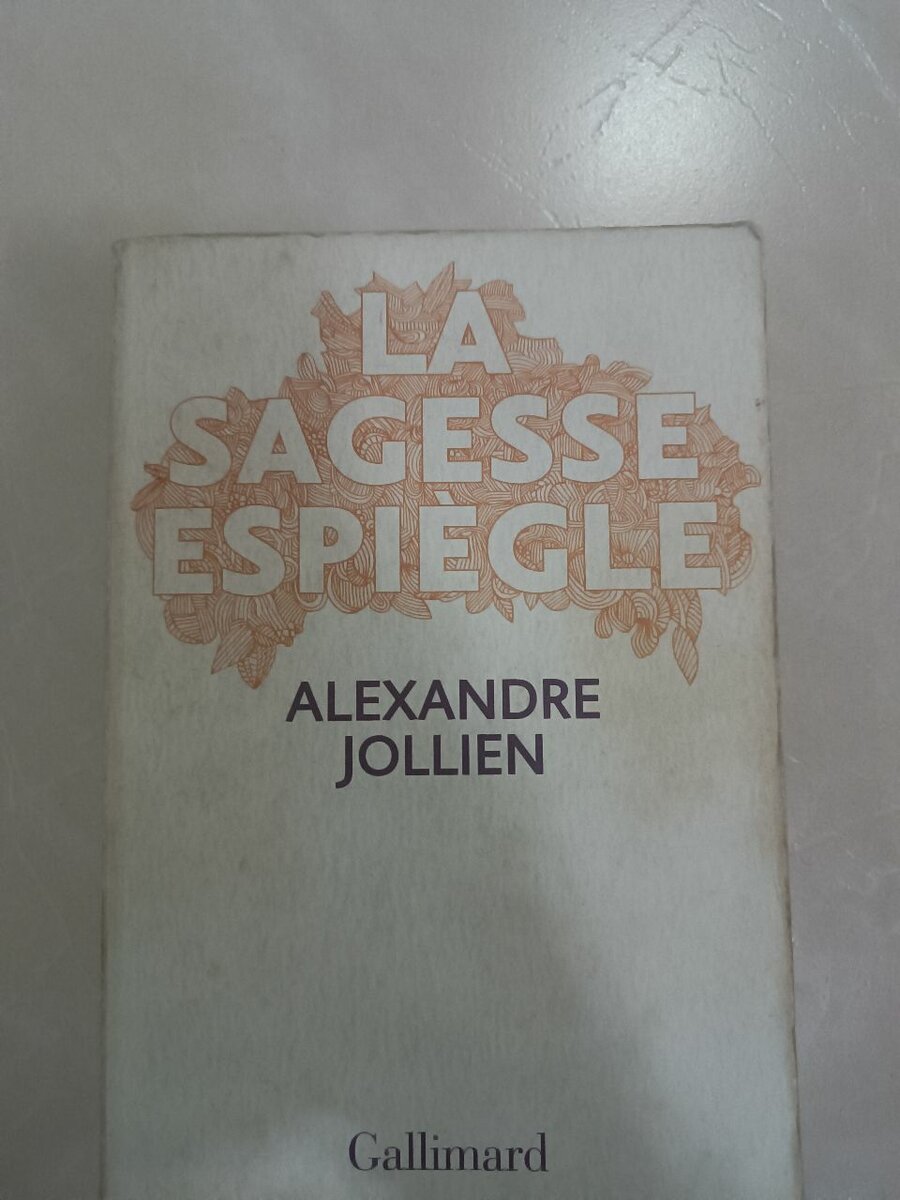 LA
SAGESSE
ESPIÈGLE
ALEXANDRE
JOLLIEN
Gallimard